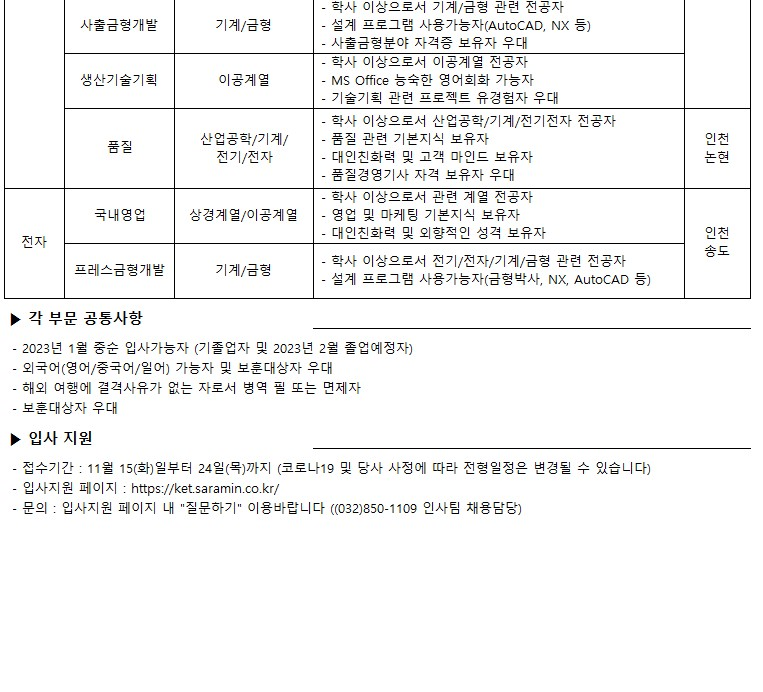 - 학사 이상으로서 기계/금형 관련 전공자
사출금형개발 기계/금형 - 설계 프로그램 사용가능자(AutoCAD, NX 등)
- 사출금형분야 자격증 보유자 우대
- 학사 이상으로서 이공계열 전공자
생산기술기획 이공계열 - MS Office 능숙한 영어회화 가능자
- 기술기획 관련 프로젝트 유경험자 우대
- 학사 이상으로서 산업공학/기계/전기전자 전공자
품질 산업공학/기계/ - 품질 관련 기본지식 보유자 인천
전기/전자 - 대인친화력 및 고객 마인드 보유자 논현
- 품질경영기사 자격 보유자 우대
- 학사 이상으로서 관련 계열 전공자
국내영업 상경계열/이공계열 - 영업 및 마케팅 기본지식 보유자
- 대인친화력 및 외향적인 성격 보유자
전자 인천
송도
프레스금형개발 기계/금형 - 학사 이상으로서 전기/전자/기계/금형 관련 전공자
- 설계 프로그램 사용가능자(금형박사, NX, AutoCAD 등)
▶ 각 부문 공통사항
- 2023년 1월 중순 입사가능자 (기졸업자 및 2023년 2월 졸업예정자)
- 외국어(영어/중국어/일어) 가능자 및 보훈대상자 우대
- 해외 여행에 결격사유가 없는 자로서 병역 필 또는 면제자
- 보훈대상자 우대
▶ 입사 지원
- 접수기간 : 11월 15(화)일부터 24일(목)까지 (코로나19 및 당사 사정에 따라 전형일정은 변경될 수 있습니다)
- 입사지원 페이지 : https://ket.saramin.co.kr/
- 문의 : 입사지원 페이지 내 "질문하기" 이용바랍니다 ((032)850-1109 인사팀 채용담당)